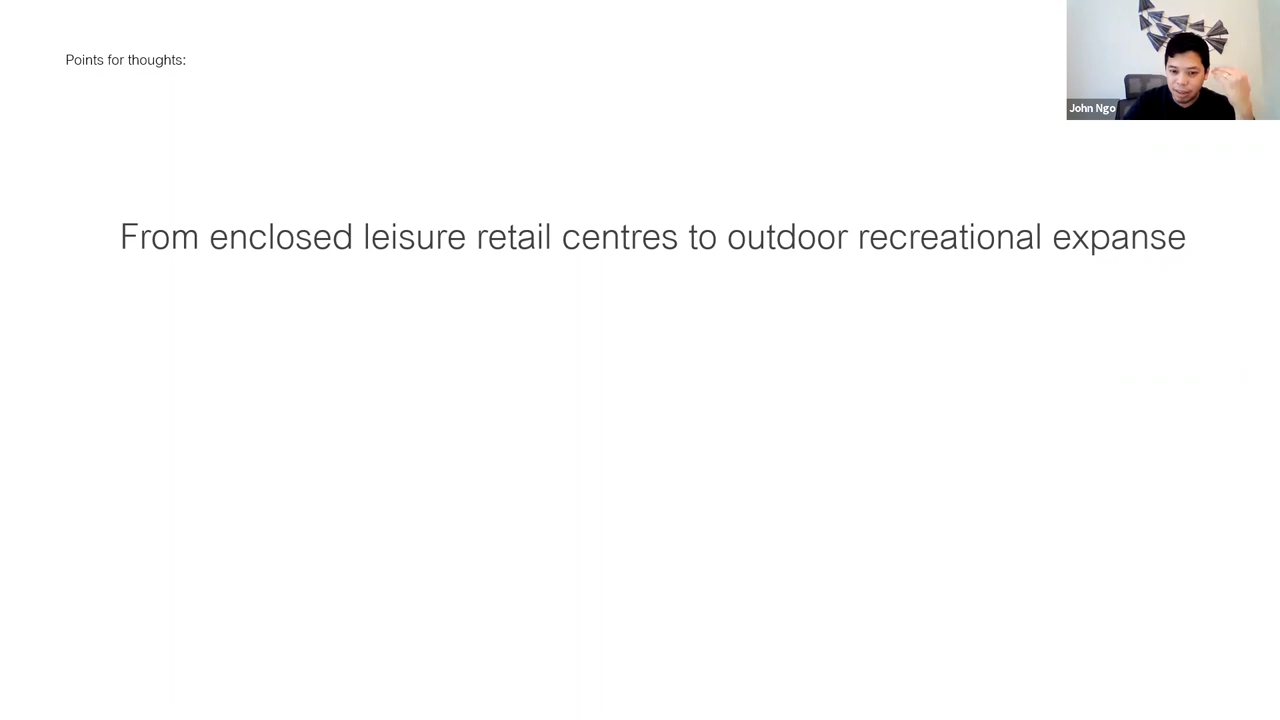 Points for thoughts:
John Ngo
From enclosed leisure retail centres to outdoor recreational expanse